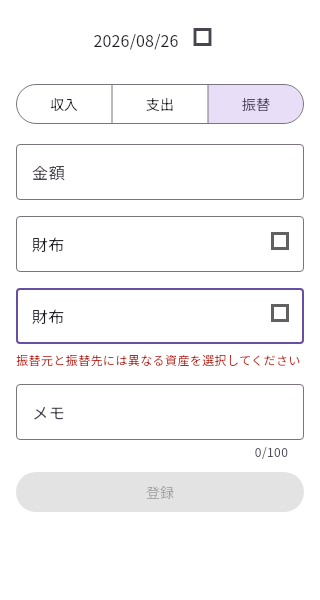 2026/08/26
収入 支出 振替
金額
財布
財布
振替元と振替先には異なる資産を選択してください
メモ
0/100
登録